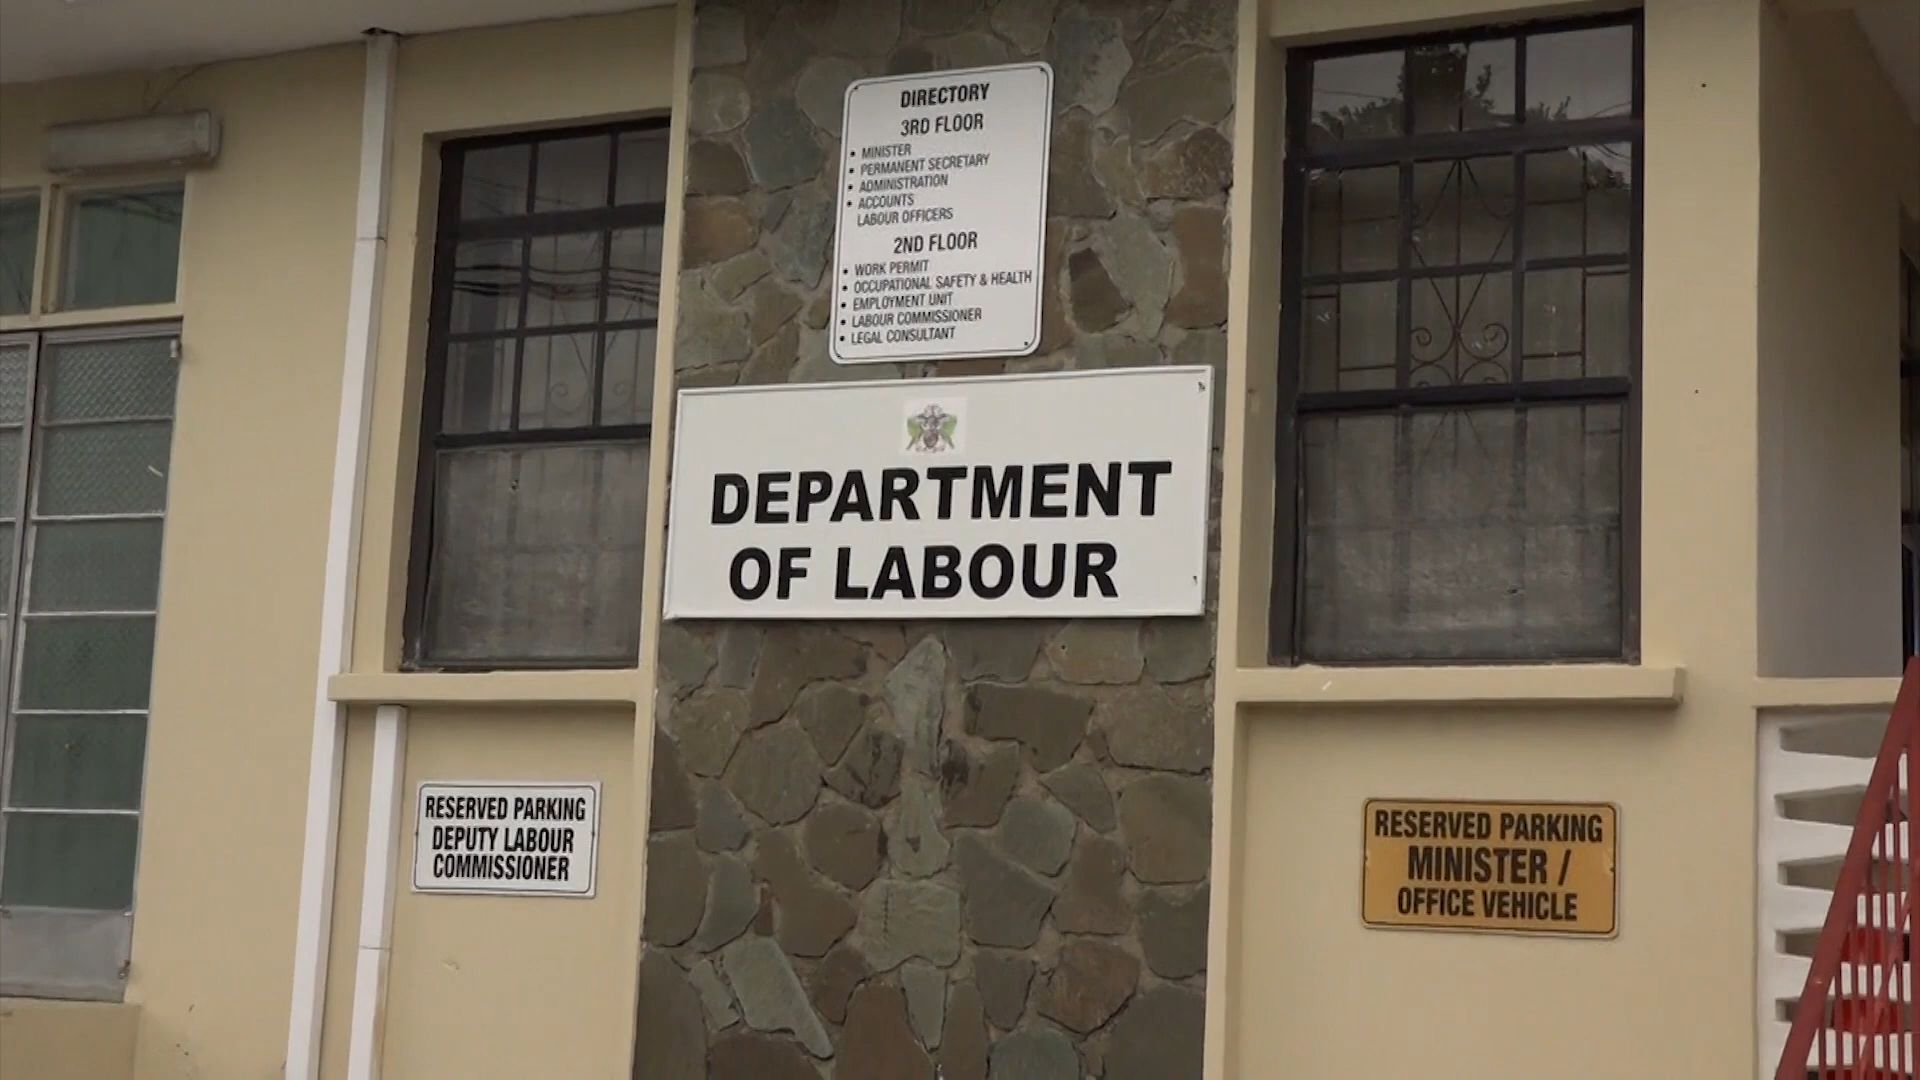 DIRECTORY
3RD FLOOR
• MINISTER
• PERMANENT SECRETARY
• ADMINISTRATION
• ACCOUNTS
LABOUR OFFICERS
2ND FLOOR
• WORK PERMIT
• OCCUPATIONAL SAFETY & HEALTH
• EMPLOYMENT UNIT
• LABOUR COMMISSIONER
• LEGAL CONSULTANT
DEPARTMENT
OF LABOUR
RESERVED PARKING
DEPUTY LABOUR
COMMISSIONER
RESERVED PARKING
MINISTER /
OFFICE VEHICLE